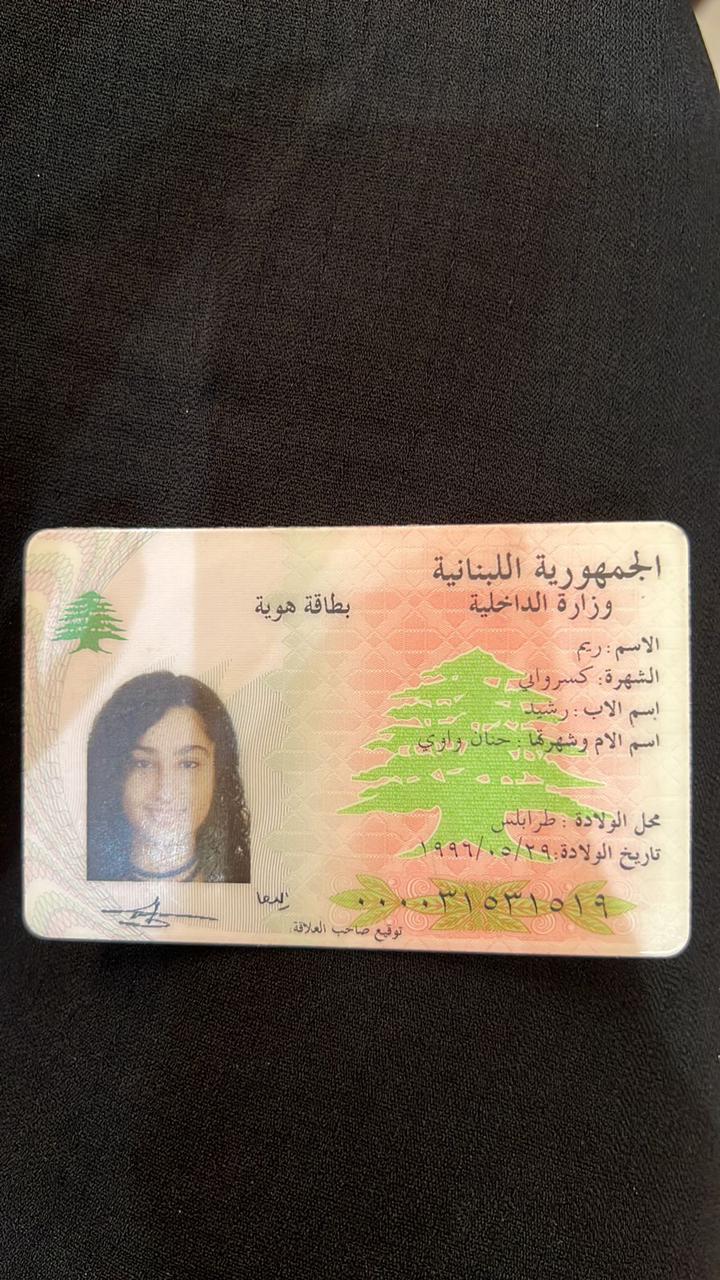 الجمهورية اللبنانية
وزارة الداخلية
بطاقة هوية
الاسم: ريم
الشهرة: كسرواني
اسم الاب: رشيد
اسم الام وشهرتها: حنان راوي
محل الولادة: طرابلس
تاريخ الولادة: ١٩٩٦/٠٥/٢٩
٠٠٠٠٣١٥٣١٥١٩
توقيع صاحب العلاقة: